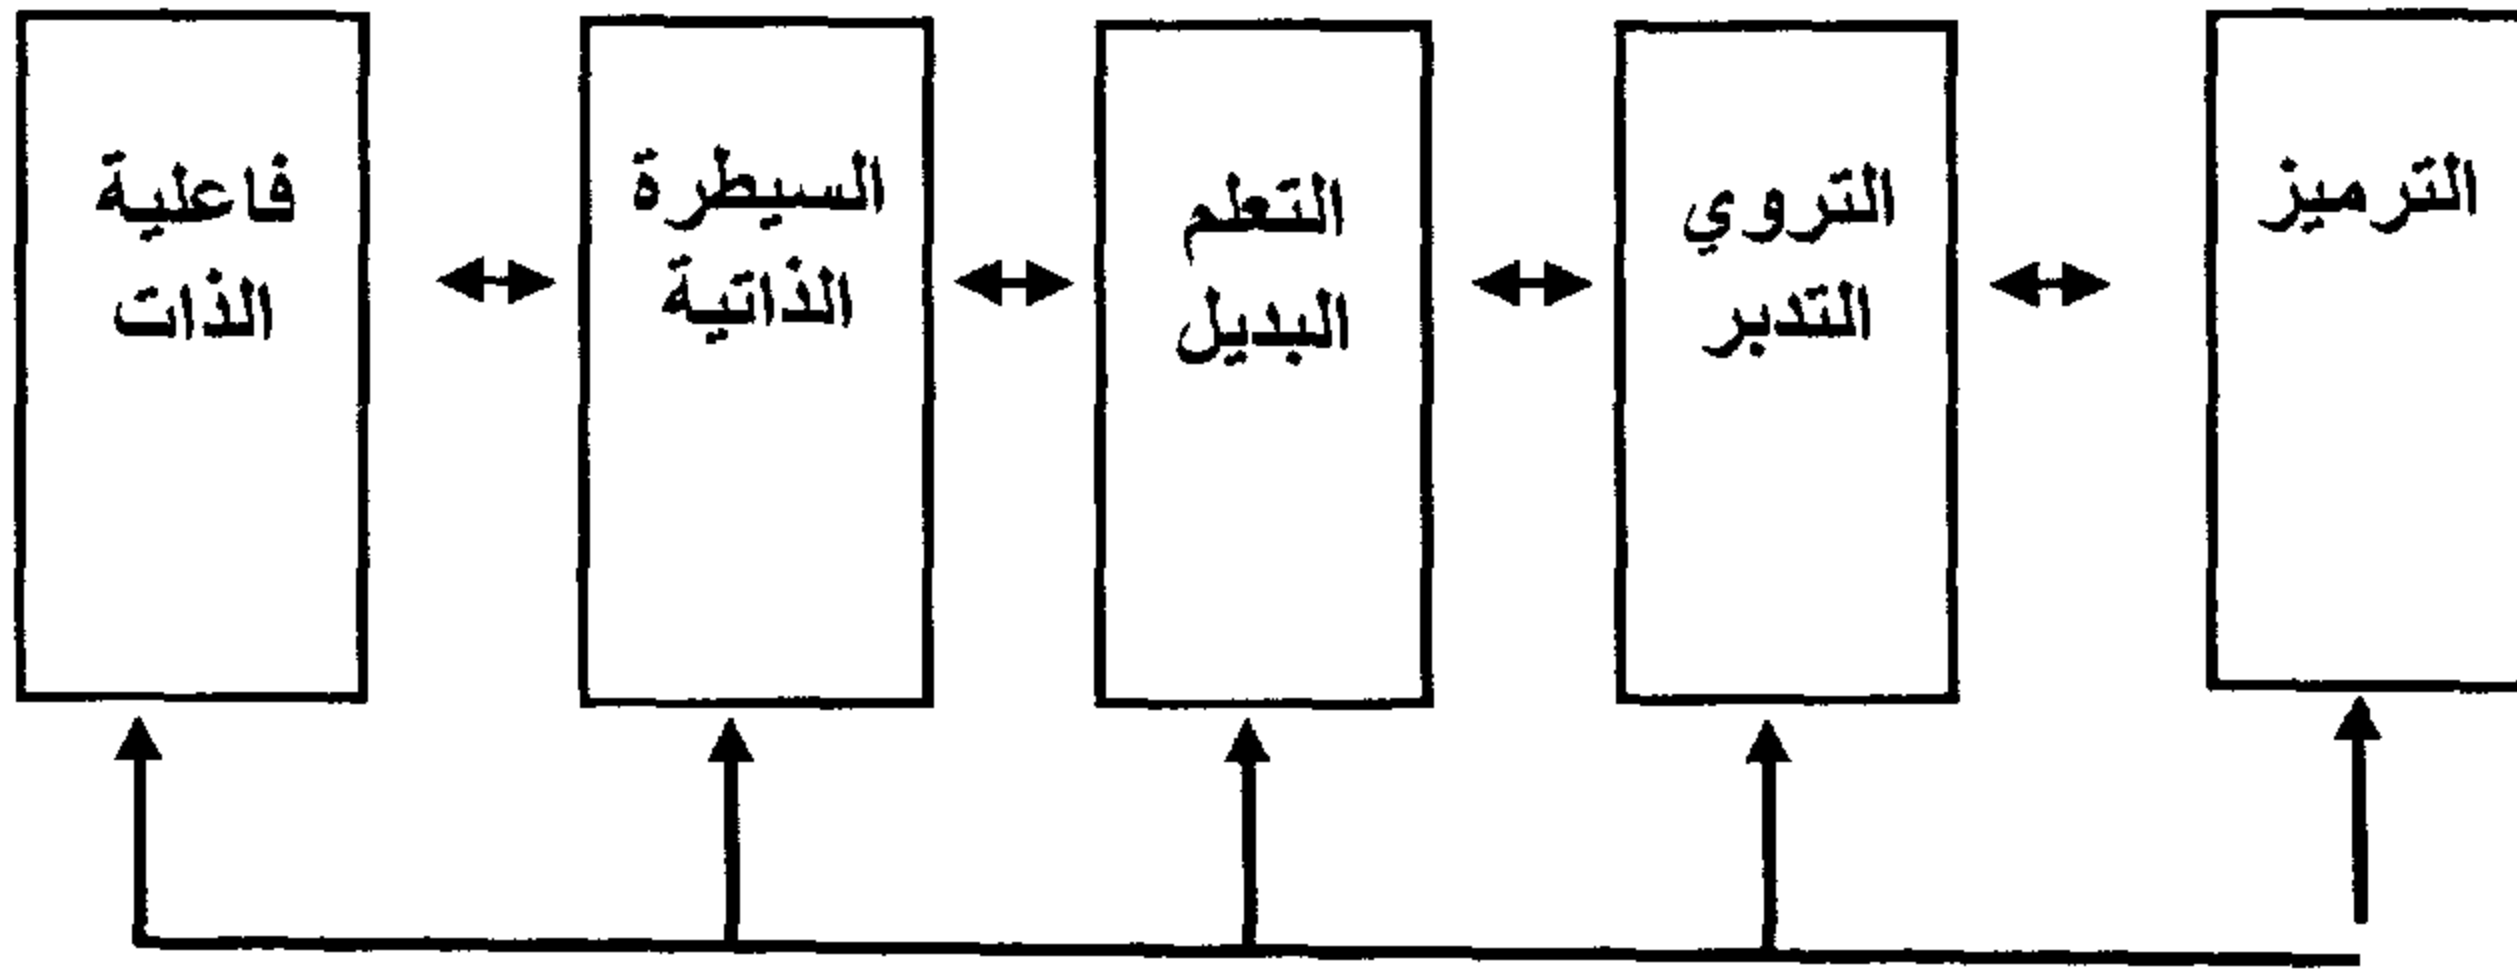 الترميز
التروي
التدبر
التعلم
البديل
السيطرة
الذاتية
فاعلية
الذات